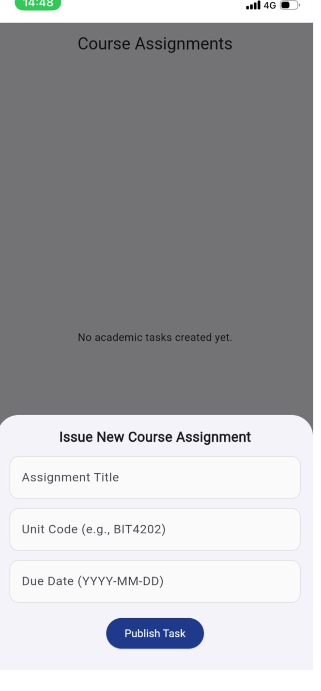 14:48
4G
Course Assignments
No academic tasks created yet.
Issue New Course Assignment
Assignment Title
Unit Code (e.g., BIT4202)
Due Date (YYYY-MM-DD)
Publish Task